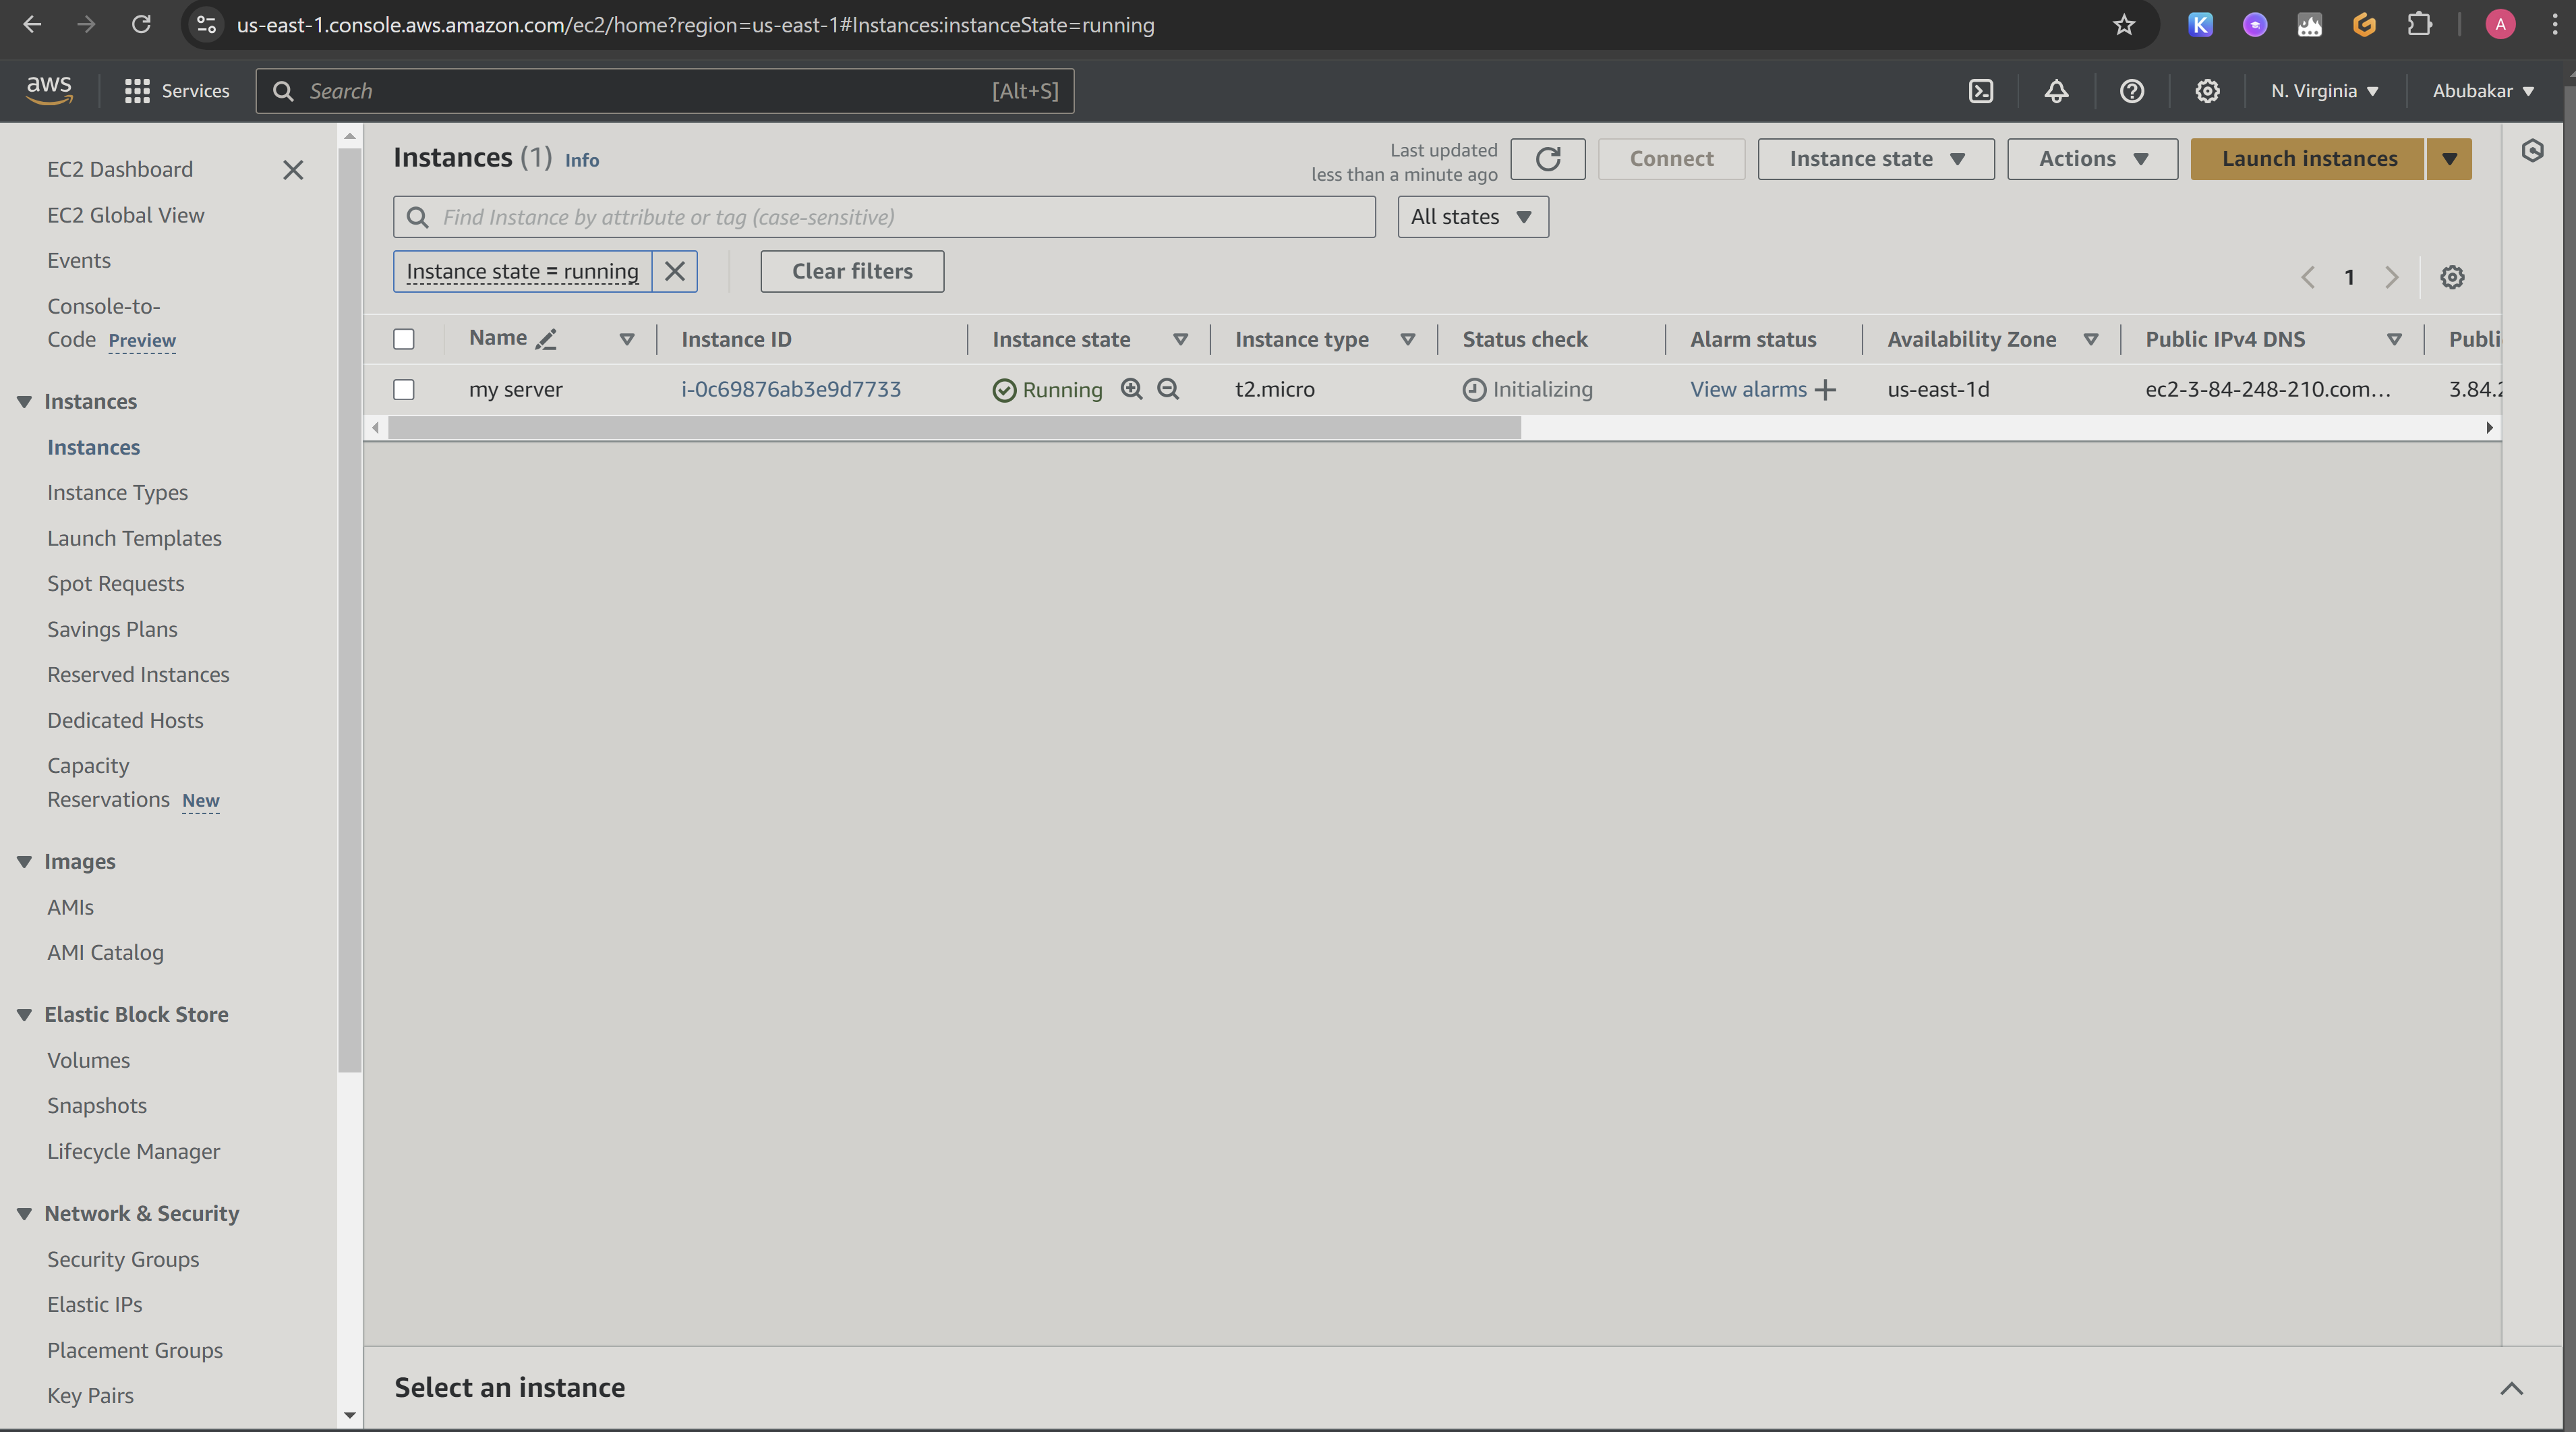 us-east-1.console.aws.amazon.com/ec2/home?region=us-east-1#Instances:instanceState=running
K
A
aws
Services
Search
[Alt+S]
N. Virginia
Abubakar
EC2 Dashboard
EC2 Global View
Events
Console-to-
Code Preview
Instances
Instances
Instance Types
Launch Templates
Spot Requests
Savings Plans
Reserved Instances
Dedicated Hosts
Capacity
Reservations New
Images
AMIs
AMI Catalog
Elastic Block Store
Volumes
Snapshots
Lifecycle Manager
Network & Security
Security Groups
Elastic IPs
Placement Groups
Key Pairs
Instances (1) Info
Last updated
less than a minute ago
Connect
Instance state
Actions
Launch instances
Find Instance by attribute or tag (case-sensitive)
All states
Instance state = running
Clear filters
1
Name Instance ID Instance state Instance type Status check Alarm status Availability Zone Public IPv4 DNS Publi
my server i-0c69876ab3e9d7733 Running t2.micro Initializing View alarms us-east-1d ec2-3-84-248-210.com… 3.84.2
Select an instance